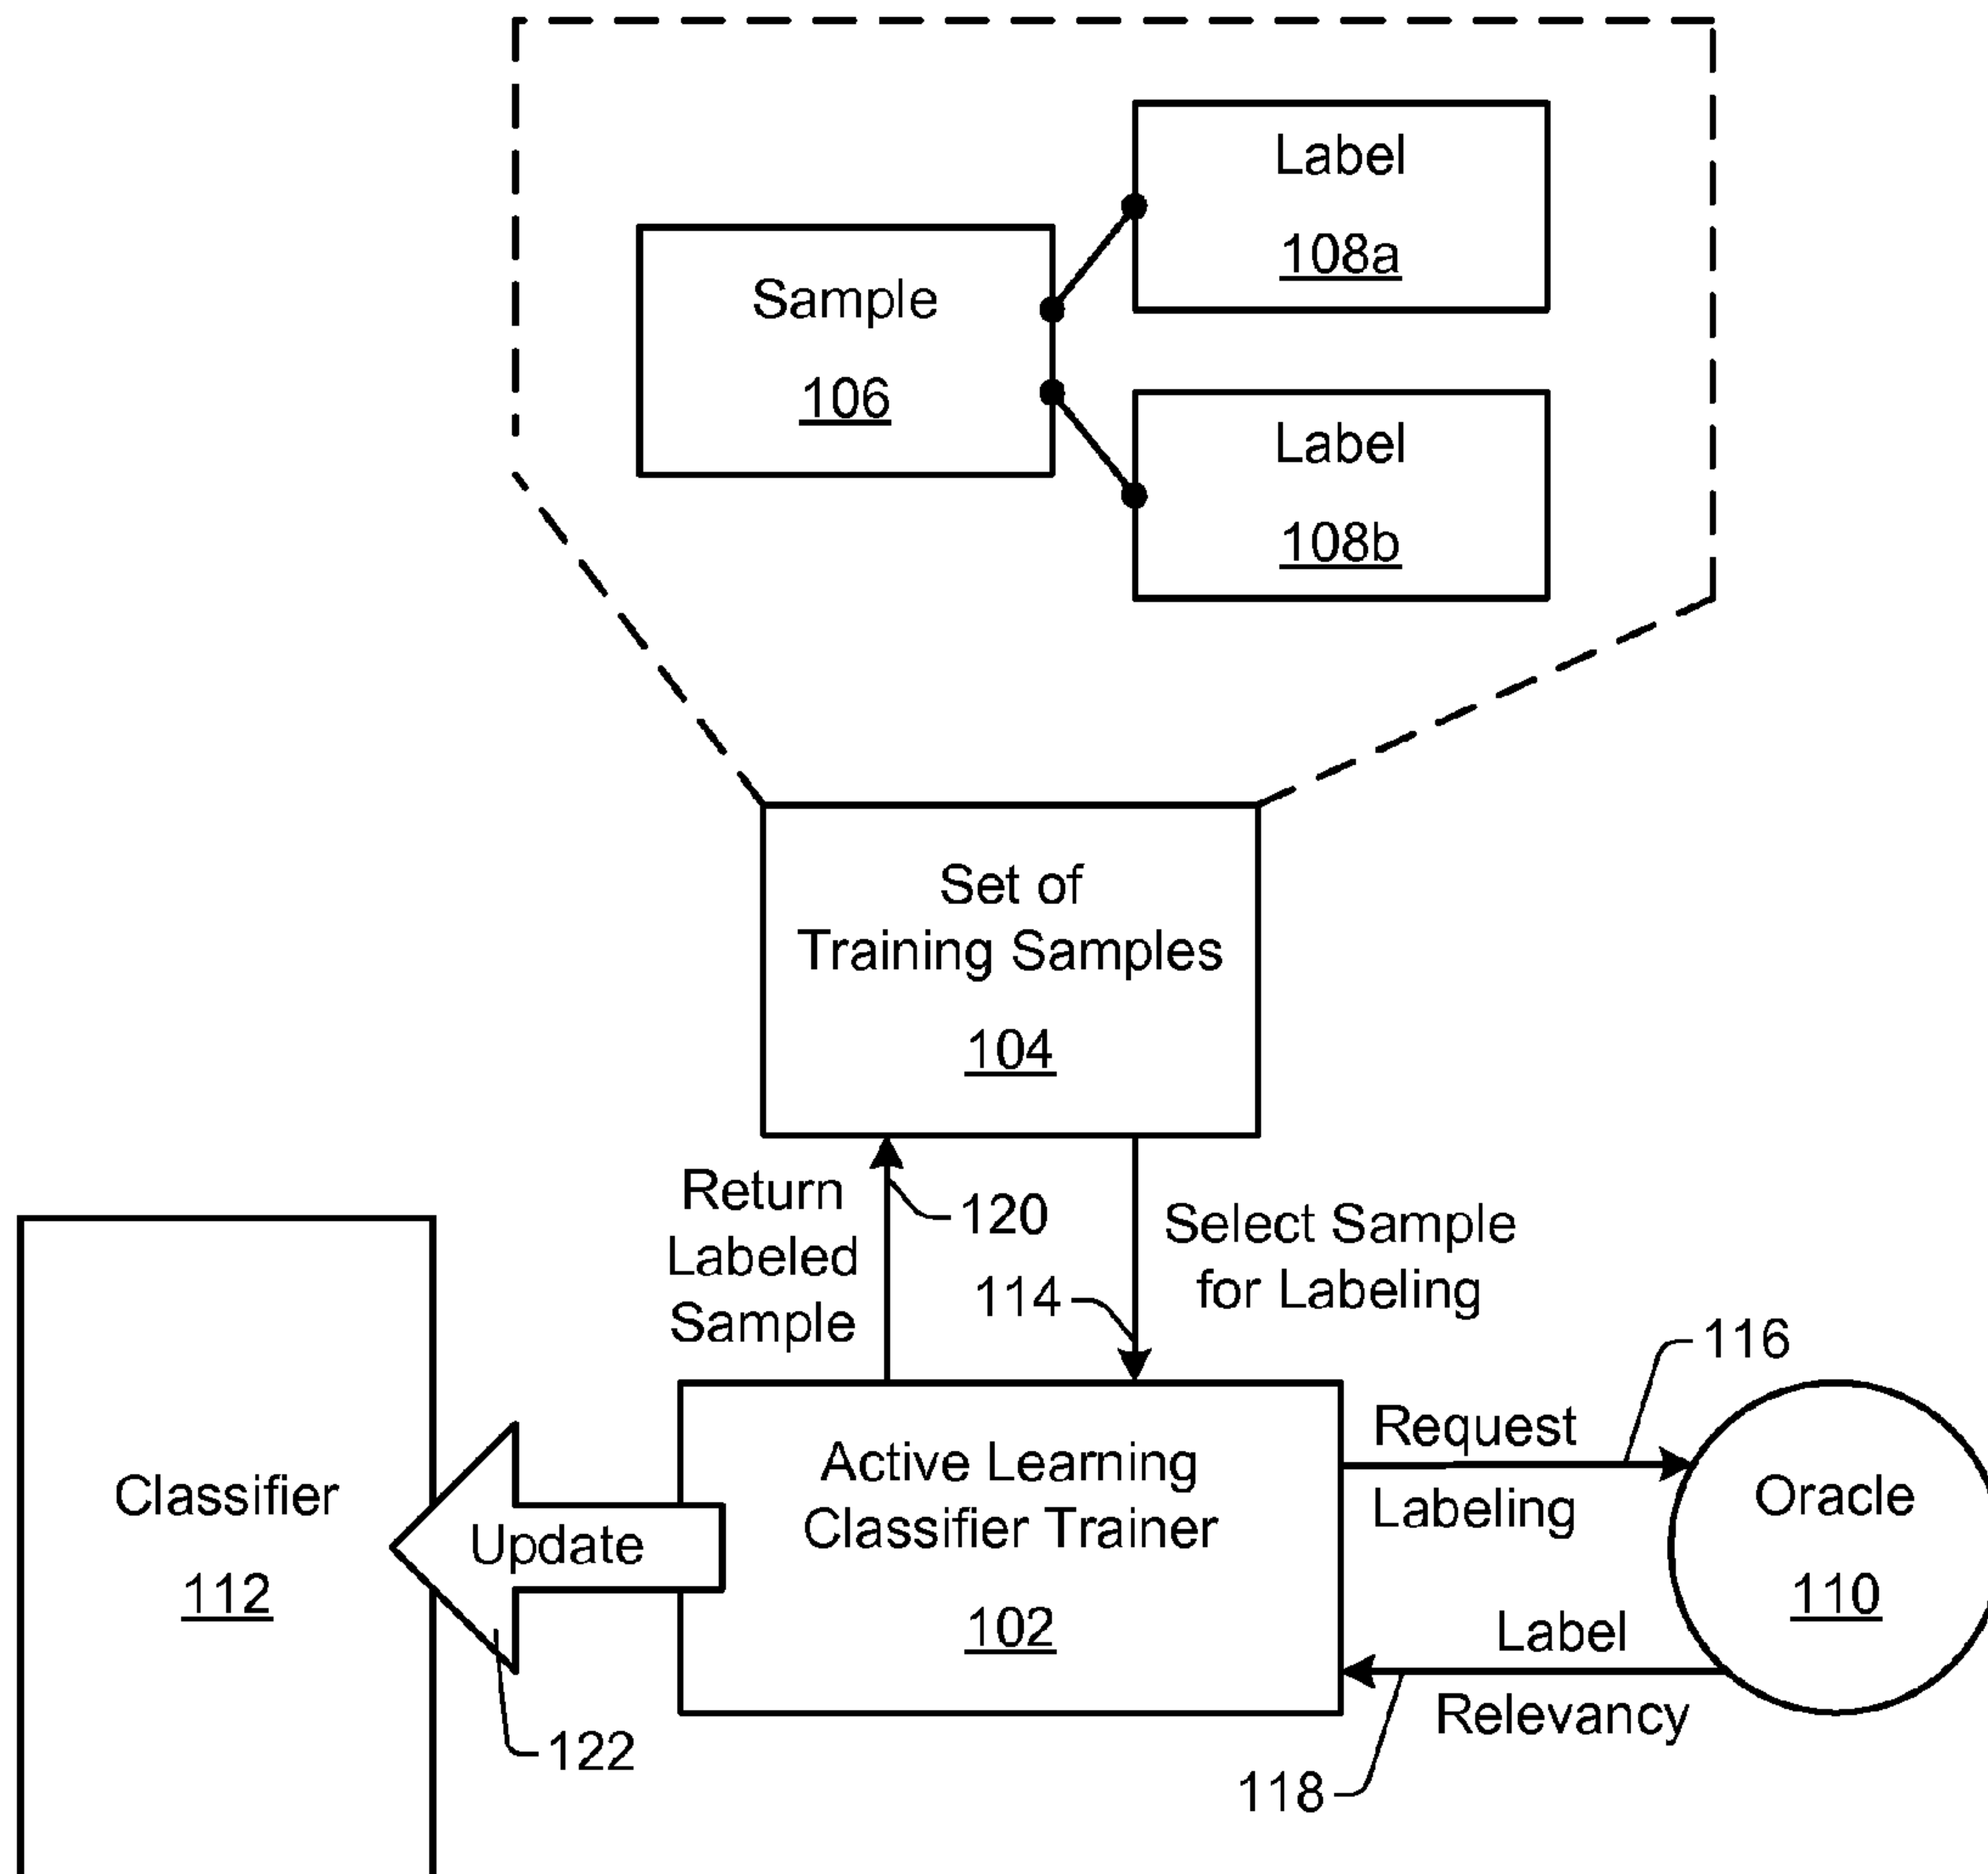 Label
108a
Sample
106
Label
108b
Set of
Training Samples
104
Return
Labeled
Sample
120
114
Select Sample
for Labeling
116
Classifier
112
Update
122
Active Learning
Classifier Trainer
102
Request
Labeling
Label
Relevancy
118
Oracle
110